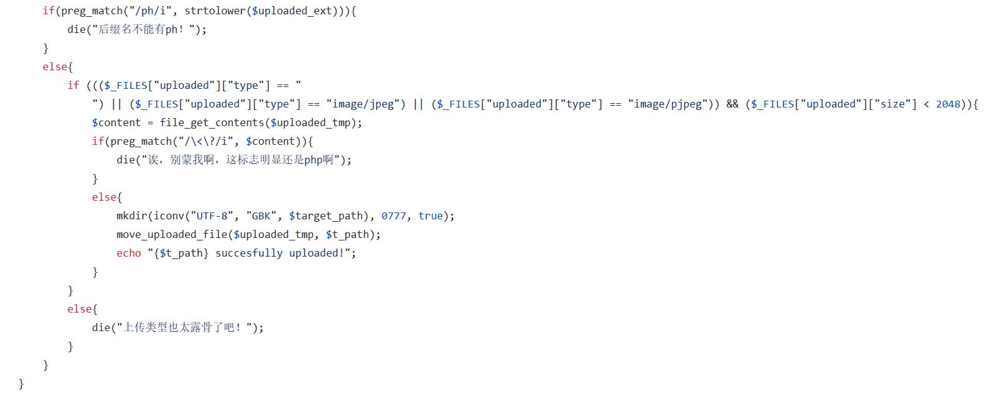 if(preg_match("/ph/i", strtolower($uploaded_ext))){
die("后缀名不能有ph！");
}
else{
if ((($_FILES["uploaded"]["type"] == "
") || ($_FILES["uploaded"]["type"] == "image/jpeg") || ($_FILES["uploaded"]["type"] == "image/pjpeg")) && ($_FILES["uploaded"]["size"] < 2048)){
$content = file_get_contents($uploaded_tmp);
if(preg_match("/\<\?/i", $content)){
die("诶，别蒙我啊，这标志明显还是php啊");
}
else{
mkdir(iconv("UTF-8", "GBK", $target_path), 0777, true);
move_uploaded_file($uploaded_tmp, $t_path);
echo "{$t_path} succesfully uploaded!";
}
}
else{
die("上传类型也太露骨了吧！");
}
}
}